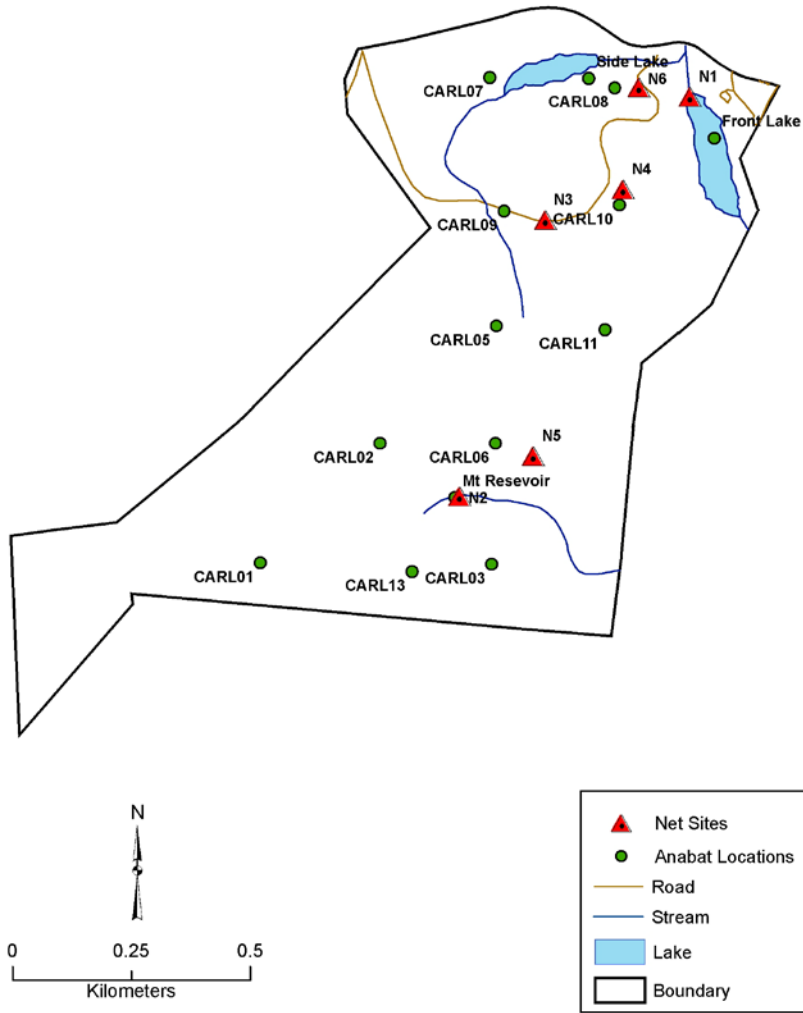 Side Lake
N6
N1
CARL07
CARL08
Front Lake
N4
N3
CARL09
CARL10
CARL05
CARL11
N5
CARL02
CARL06
Mt Resevoir
N2
CARL01
CARL13
CARL03
N
0 0.25 0.5
Kilometers
Net Sites
Anabat Locations
Road
Stream
Lake
Boundary